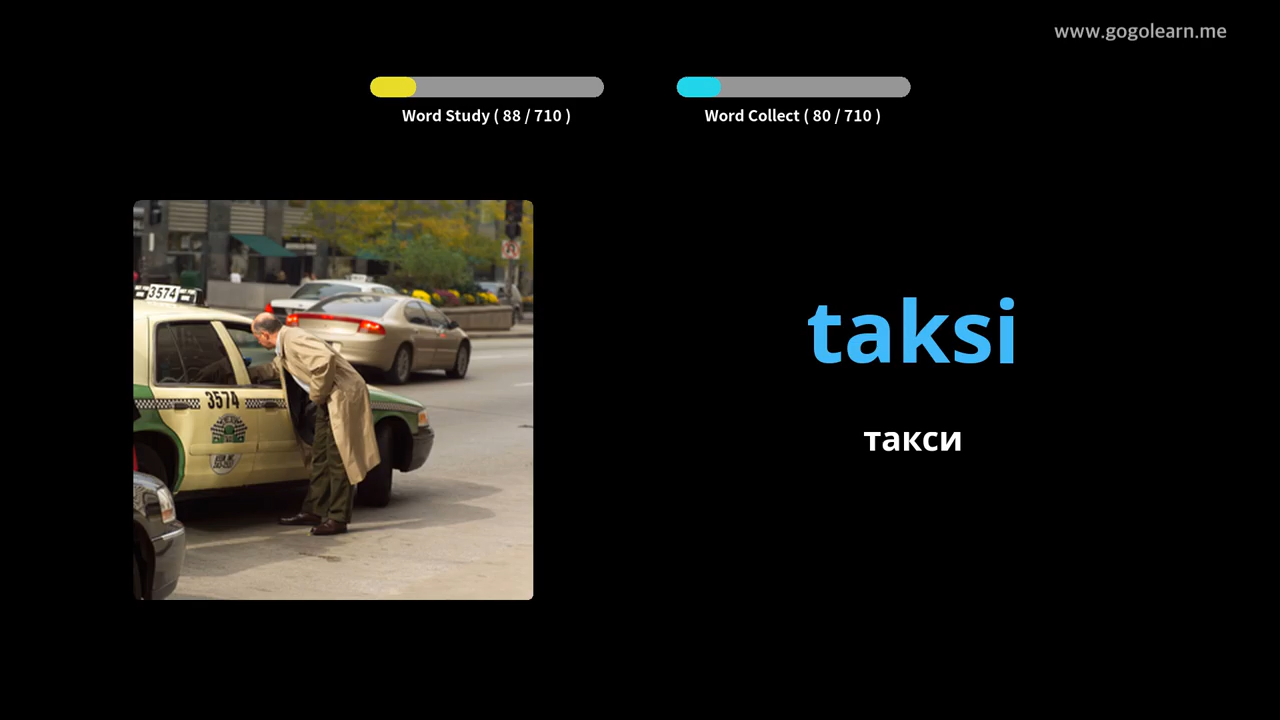 www.gogolearn.me
Word Study ( 88 / 710 )
Word Collect ( 80 / 710 )
3574
3574
taksi
такси